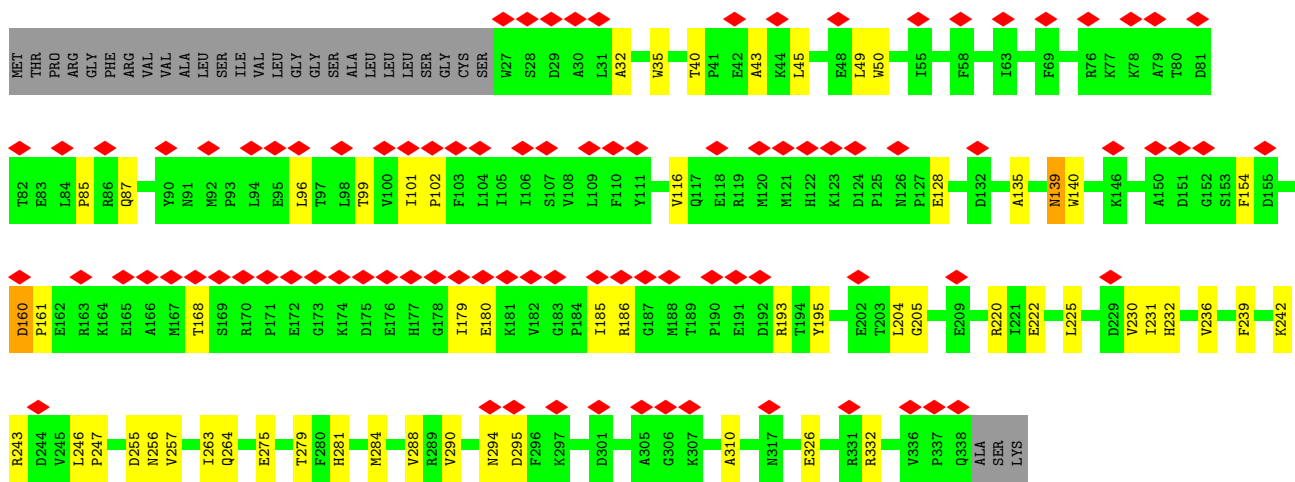 MET THR PRO ARG GLY PHE ARG VAL VAL ALA LEU SER ILE VAL LEU GLY GLY SER ALA LEU LEU LEU SER GLY CYS SER W27 S28 D29 A30 L31 A32 W35 T40 P41 E42 A43 K44 L45 E48 L49 W50 I55 F58 I63 F69 R76 K77 K78 A79 T80 D81
T82 E83 L84 P85 R86 Q87 Y90 N91 M92 P93 L94 E95 L96 T97 L98 T99 V100 I101 P102 F103 L104 I105 I106 S107 V108 L109 F110 Y111 V116 Q117 E118 R119 M120 M121 H122 K123 D124 P125 N126 P127 E128 D132 A135 N139 W140 K146 A150 D151 G152 S153 F154 D155
D160 P161 E162 R163 K164 E165 A166 M167 T168 S169 R170 P171 E172 G173 K174 D175 E176 H177 G178 I179 E180 K181 V182 G183 P184 I185 R186 G187 M188 T189 P190 E191 D192 R193 T194 Y195 E202 T203 L204 G205 E209 R220 I221 E222 L225 D229 V230 I231 H232 V236 F239 K242
R243 D244 V245 L246 P247 D255 N256 V257 I263 Q264 E275 T279 F280 H281 M284 V288 R289 V290 N294 D295 F296 K297 D301 A305 G306 K307 A310 N317 E326 R331 R332 V336 P337 Q338 ALA SER LYS